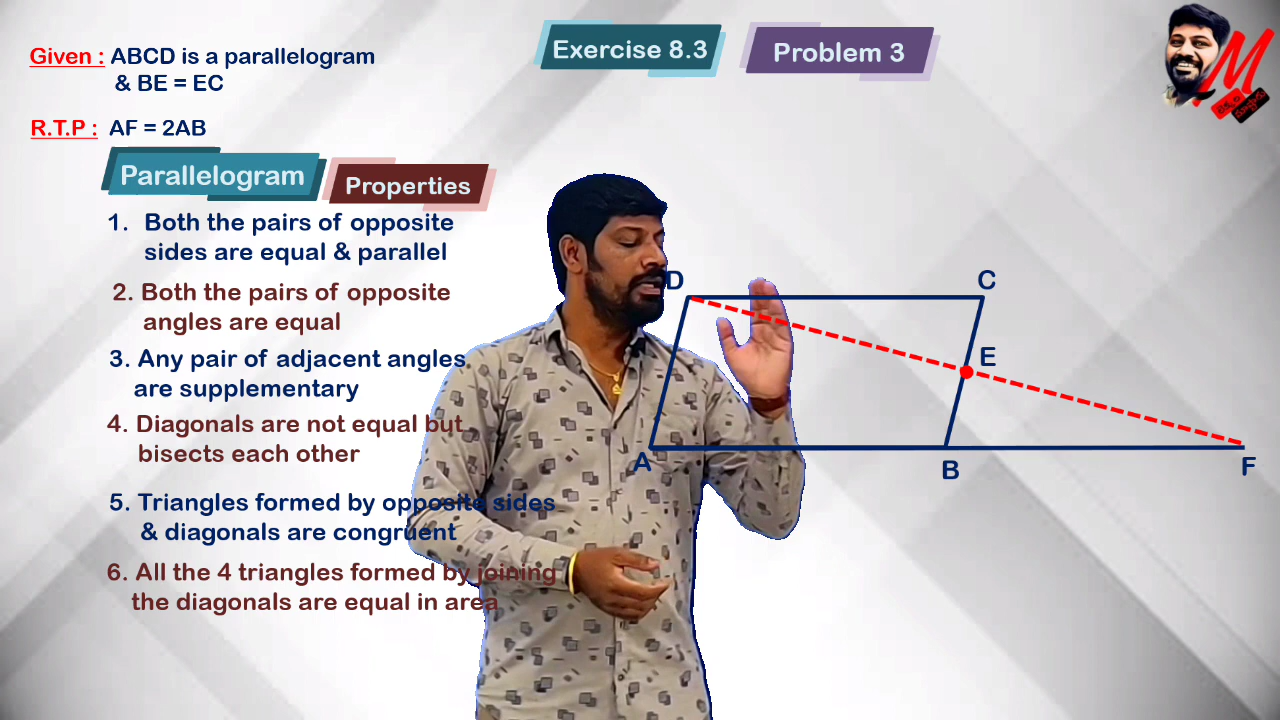 Exercise 8.3
Problem 3
Given : ABCD is a parallelogram
& BE = EC
R.T.P : AF = 2AB
Parallelogram
Properties
1. Both the pairs of opposite
sides are equal & parallel
2. Both the pairs of opposite
angles are equal
3. Any pair of adjacent angles
are supplementary
4. Diagonals are not equal but
bisects each other
5. Triangles formed by opposite sides
& diagonals are congruent
6. All the 4 triangles formed by joining
the diagonals are equal in area
D
C
E
A
B
F
M